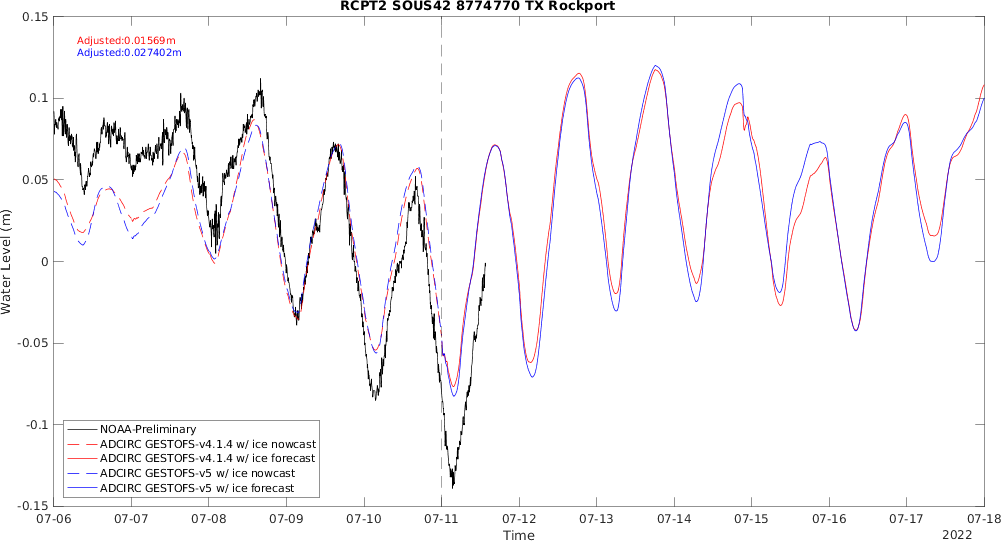 RCPT2 SOUS42 8774770 TX Rockport
0.15
0.1
0.05
0
-0.05
-0.1
-0.15
Water Level (m)
Adjusted:0.01569m
Adjusted:0.027402m
NOAA-Preliminary
ADCIRC GESTOFS-v4.1.4 w/ ice nowcast
ADCIRC GESTOFS-v4.1.4 w/ ice forecast
ADCIRC GESTOFS-v5 w/ ice nowcast
ADCIRC GESTOFS-v5 w/ ice forecast
07-06 07-07 07-08 07-09 07-10 07-11 07-12 07-13 07-14 07-15 07-16 07-17 07-18
Time
2022